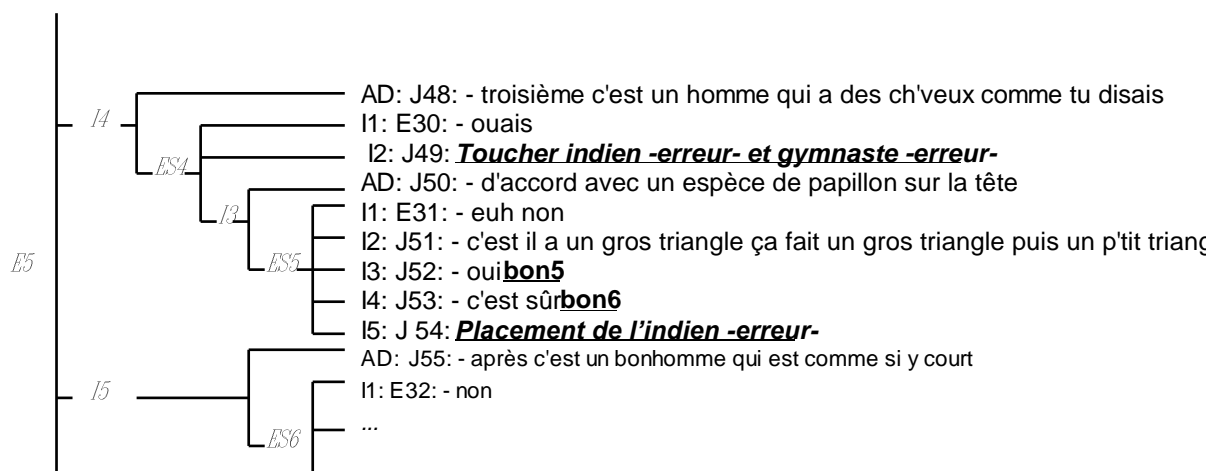 AD: J48: - troisième c'est un homme qui a des ch'veux comme tu disais
I4
I1: E30: - ouais
ES4
I2: J49: Toucher indien -erreur- et gymnaste -erreur-
AD: J50: - d'accord avec un espèce de papillon sur la tête
I3
I1: E31: - euh non
I2: J51: - c'est il a un gros triangle ça fait un gros triangle puis un p'tit triang
E5
ES5
I3: J52: - oui bon5
I4: J53: - c'est sûr bon6
I5: J 54: Placement de l'indien -erreur-
AD: J55: - après c'est un bonhomme qui est comme si y court
I5
I1: E32: - non
...
ES6